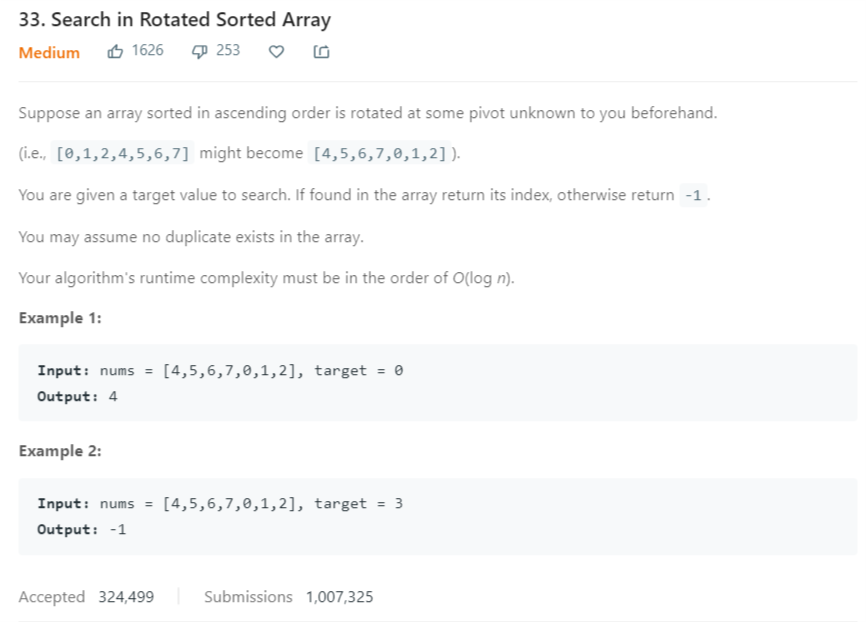 33. Search in Rotated Sorted Array
Medium 1626 253
Suppose an array sorted in ascending order is rotated at some pivot unknown to you beforehand.
(i.e., [0,1,2,4,5,6,7] might become [4,5,6,7,0,1,2] ).
You are given a target value to search. If found in the array return its index, otherwise return -1 .
You may assume no duplicate exists in the array.
Your algorithm's runtime complexity must be in the order of O(log n).
Example 1:
Input: nums = [4,5,6,7,0,1,2], target = 0
Output: 4
Example 2:
Input: nums = [4,5,6,7,0,1,2], target = 3
Output: -1
Accepted 324,499 Submissions 1,007,325